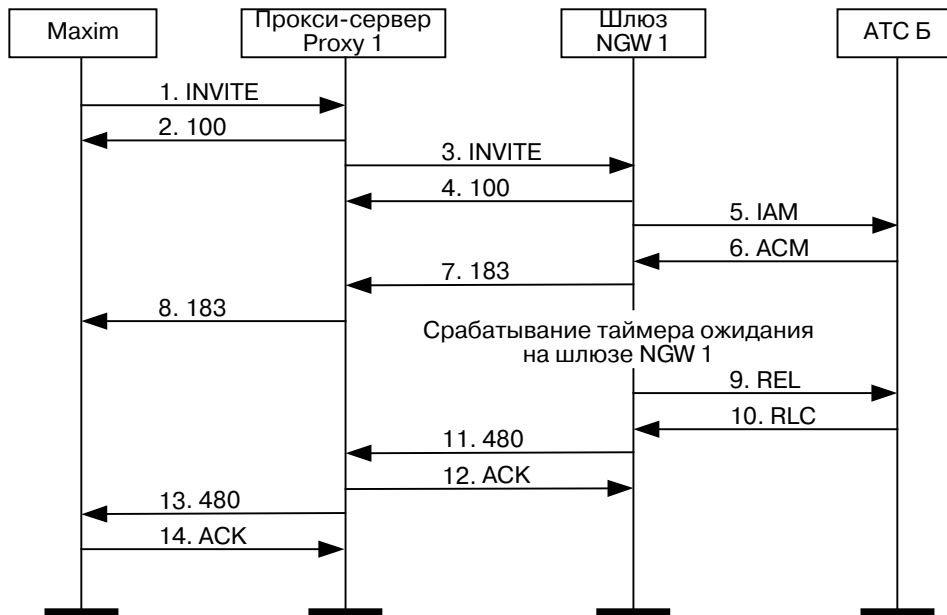 Maxim
Прокси-сервер
Proxy 1
Шлюз
NGW 1
АТС Б
1. INVITE
2. 100
3. INVITE
4. 100
5. IAM
6. ACM
7. 183
8. 183
Срабатывание таймера ожидания
на шлюзе NGW 1
9. REL
10. RLC
11. 480
12. ACK
13. 480
14. ACK